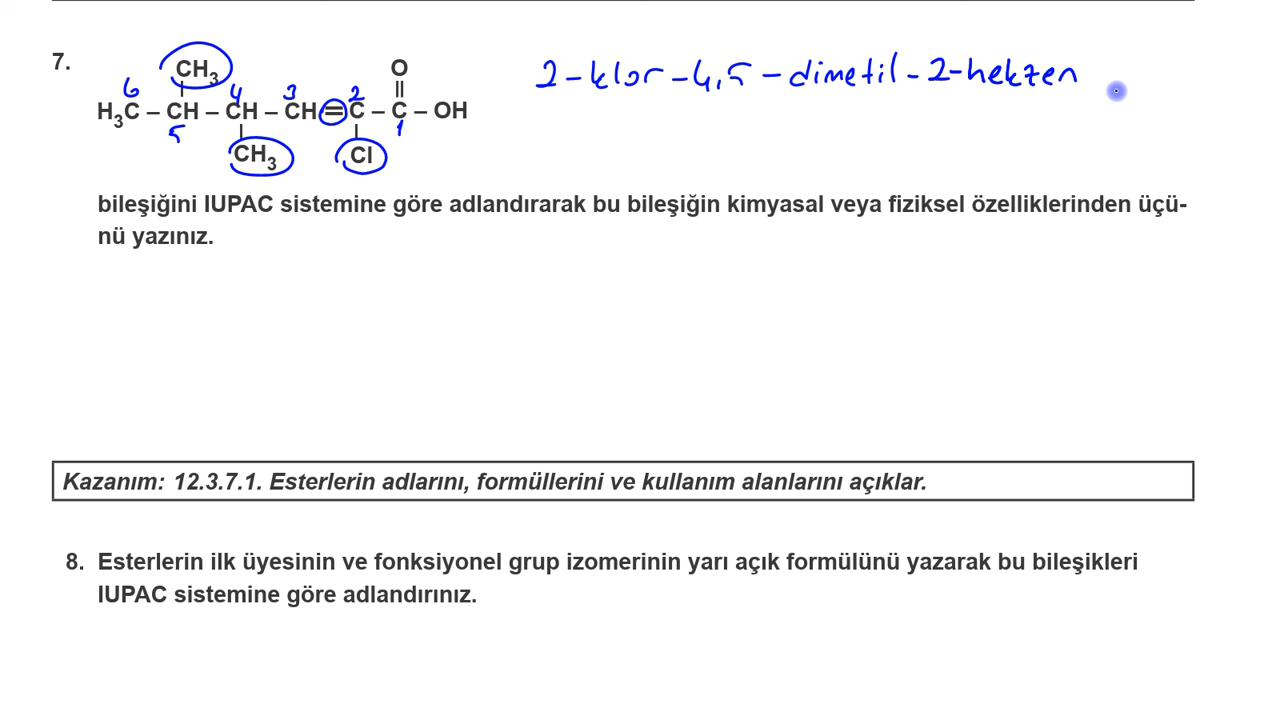 7.
CH3
O
6 4 3 2
H3C – CH – CH – CH = C – C – OH
5 1
CH3 Cl
2-klor-4,5-dimetil-2-hekzen
bileşiğini IUPAC sistemine göre adlandırarak bu bileşiğin kimyasal veya fiziksel özelliklerinden üçü-
nü yazınız.
Kazanım: 12.3.7.1. Esterlerin adlarını, formüllerini ve kullanım alanlarını açıklar.
8. Esterlerin ilk üyesinin ve fonksiyonel grup izomerinin yarı açık formülünü yazarak bu bileşikleri
IUPAC sistemine göre adlandırınız.